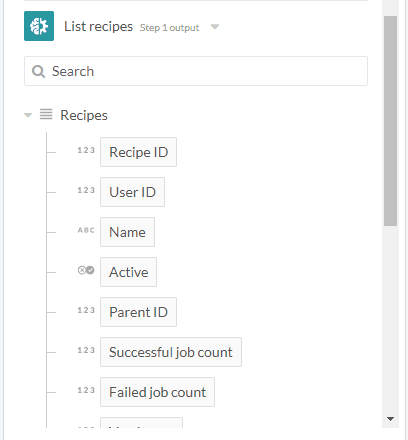 List recipes Step 1 output
Search
Recipes
123 Recipe ID
123 User ID
ABC Name
Active
123 Parent ID
123 Successful job count
123 Failed job count